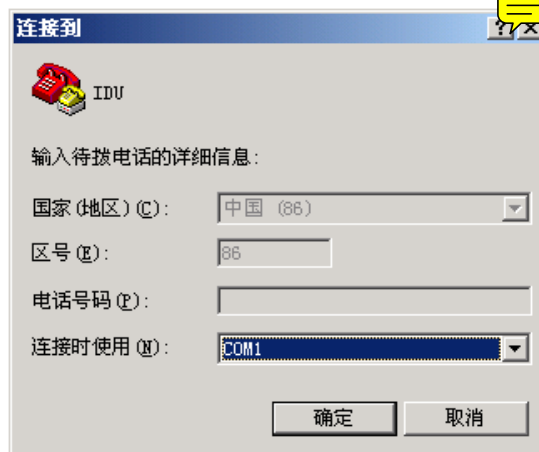 连接到
IDU
输入待拨电话的详细信息:
国家(地区)(C): 中国 (86)
区号(E): 86
电话号码(P):
连接时使用(N): COM1
确定 取消